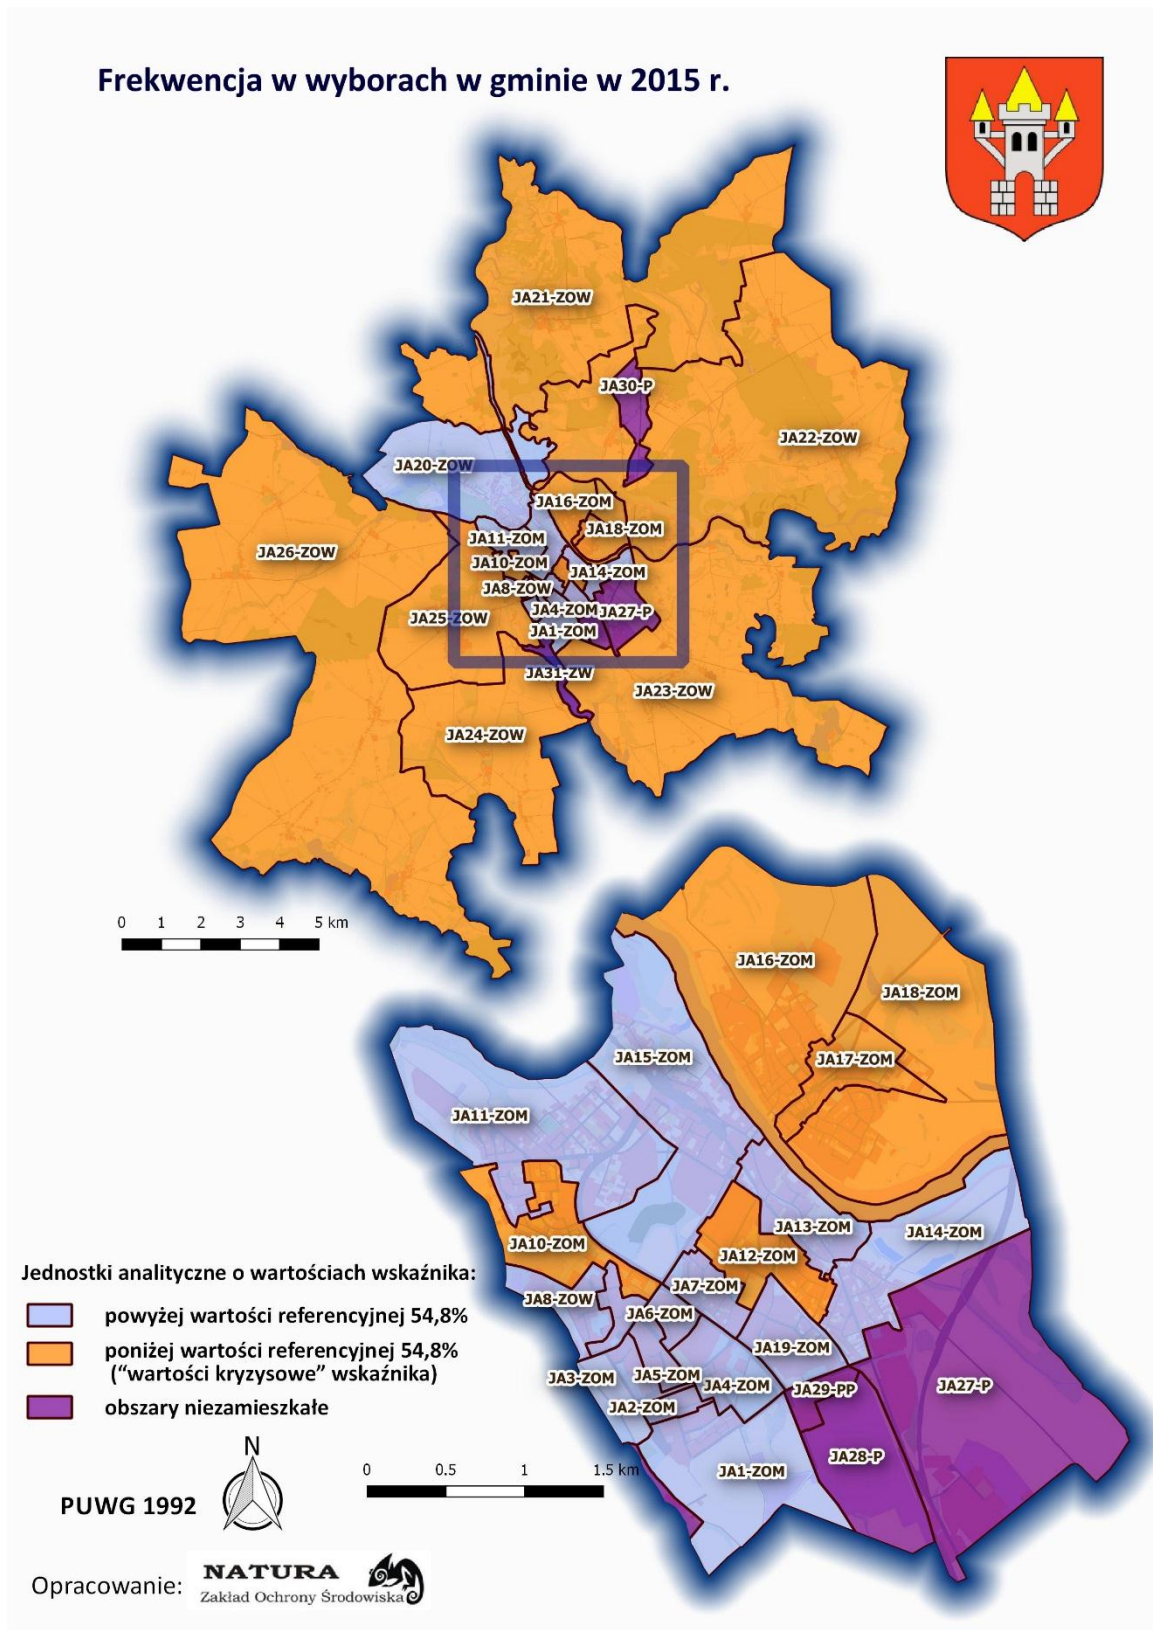 Frekwencja w wyborach w gminie w 2015 r.
JA21-ZOW
JA30-P
JA22-ZOW
JA20-ZOW
JA16-ZOM
JA18-ZOM
JA11-ZOM
JA26-ZOW
JA10-ZOM
JA14-ZOM
JA8-ZOW
JA4-ZOM
JA27-P
JA25-ZOW
JA1-ZOM
JA31-ZW
JA23-ZOW
JA24-ZOW
0 1 2 3 4 5 km
JA16-ZOM
JA18-ZOM
JA15-ZOM
JA17-ZOM
JA11-ZOM
JA13-ZOM
JA14-ZOM
JA10-ZOM
JA12-ZOM
JA7-ZOM
JA8-ZOW
JA6-ZOM
JA19-ZOM
JA3-ZOM
JA5-ZOM
JA4-ZOM
JA29-PP
JA27-P
JA2-ZOM
JA28-P
JA1-ZOM
Jednostki analityczne o wartościach wskaźnika:
powyżej wartości referencyjnej 54,8%
poniżej wartości referencyjnej 54,8%
("wartości kryzysowe" wskaźnika)
obszary niezamieszkałe
N
0 0.5 1 1.5 km
PUWG 1992
Opracowanie:
NATURA
Zakład Ochrony Środowiska